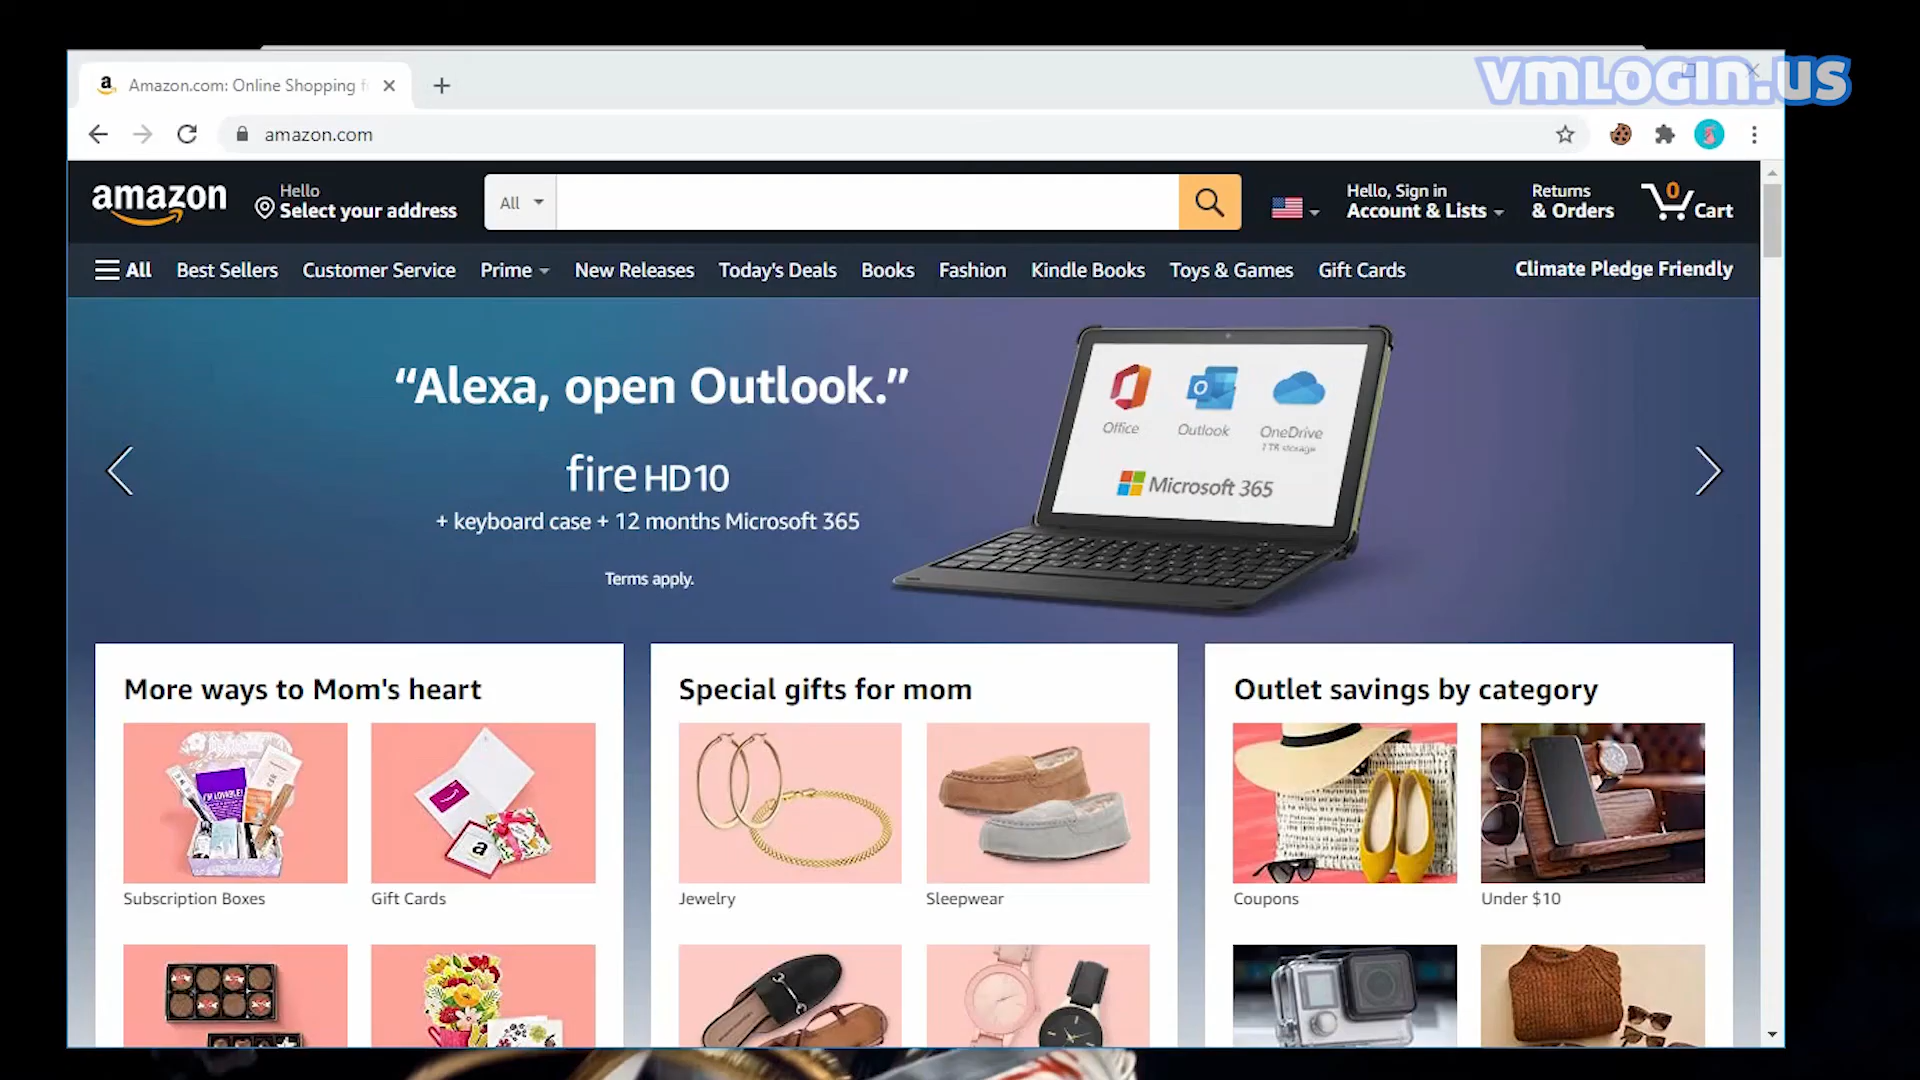 vmLOGIN.US
Amazon.com: Online Shopping f
amazon.com
amazon
Hello
Select your address
All
Hello, Sign in
Account & Lists
Returns
& Orders
0
Cart
All
Best Sellers
Customer Service
Prime
New Releases
Today's Deals
Books
Fashion
Kindle Books
Toys & Games
Gift Cards
Climate Pledge Friendly
“Alexa, open Outlook.”
fire HD10
+ keyboard case + 12 months Microsoft 365
Terms apply.
Office
Outlook
OneDrive
1 TB storage
Microsoft 365
More ways to Mom's heart
Special gifts for mom
Outlet savings by category
I'M LOVABLE!
Subscription Boxes
Gift Cards
Jewelry
Sleepwear
Coupons
Under $10